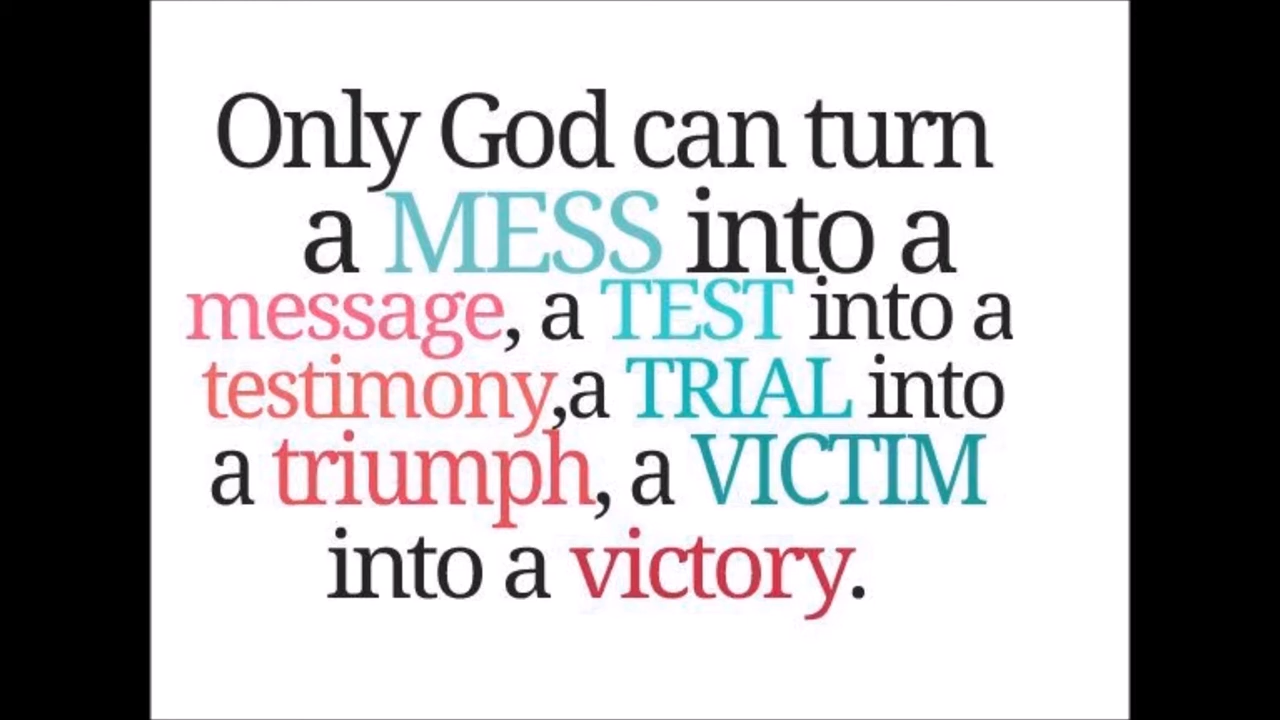 Only God can turn
a MESS into a
message, a TEST into a
testimony,a TRIAL into
a triumph, a VICTIM
into a victory.